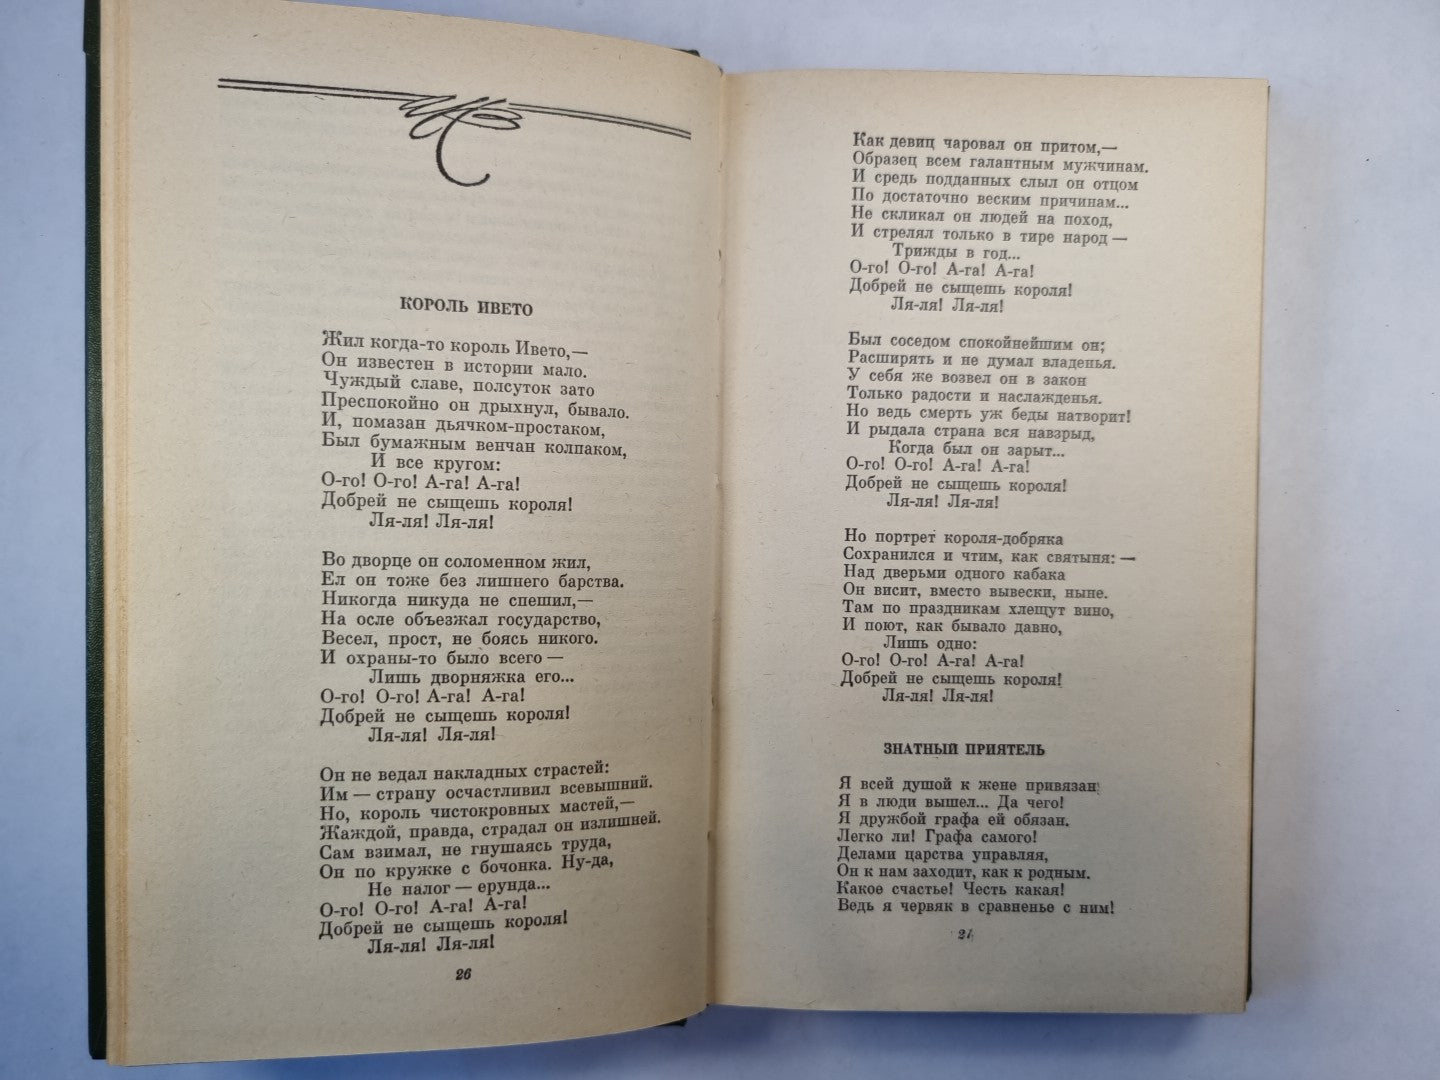 КОРОЛЬ ИВЕТО
Жил когда-то король Ивето,—
Он известен в истории мало.
Чуждый славе, полсуток зато
Преспокойно он дрыхнул, бывало.
И, помазан дьячком-простаком,
Был бумажным венчан колпаком,
И все кругом:
О-го! О-го! А-га! А-га!
Добрей не сыщешь короля!
Ля-ля! Ля-ля!
Во дворце он соломенном жил,
Ел он тоже без лишнего барства.
Никогда никуда не спешил,—
На осле объезжал государство,
Весел, прост, не боясь никого.
И охраны-то было всего —
Лишь дворняжка его...
О-го! О-го! А-га! А-га!
Добрей не сыщешь короля!
Ля-ля! Ля-ля!
Он не ведал накладных страстей:
Им — страну осчастливил всевышний.
Но, король чистокровных мастей,—
Жаждой, правда, страдал он излишней.
Сам взимал, не гнушаясь труда,
Он по кружке с бочонка. Ну-да,
Не налог — ерунда...
О-го! О-го! А-га! А-га!
Добрей не сыщешь короля!
Ля-ля! Ля-ля!
26
Как девиц чаровал он притом,—
Образец всем галантным мужчинам.
И средь подданных слыл он отцом
По достаточно веским причинам...
Не скликал он людей на поход,
И стрелял только в тире народ —
Трижды в год...
О-го! О-го! А-га! А-га!
Добрей не сыщешь короля!
Ля-ля! Ля-ля!
Был соседом спокойнейшим он;
Расширять и не думал владенья.
У себя же возвел он в закон
Только радости и наслажденья.
Но ведь смерть уж беды натворит!
И рыдала страна вся навзрыд,
Когда был он зарыт...
О-го! О-го! А-га! А-га!
Добрей не сыщешь короля!
Ля-ля! Ля-ля!
Но портрет короля-добряка
Сохранился и чтим, как святыня: —
Над дверьми одного кабака
Он висит, вместо вывески, ныне.
Там по праздникам хлещут вино,
И поют, как бывало давно,
Лишь одно:
О-го! О-го! А-га! А-га!
Добрей не сыщешь короля!
Ля-ля! Ля-ля!
ЗНАТНЫЙ ПРИЯТЕЛЬ
Я всей душой к жене привязан:
Я в люди вышел... Да чего!
Я дружбой графа ей обязан.
Легко ли! Графа самого!
Делами царства управляя,
Он к нам заходит, как к родным.
Какое счастье! Честь какая!
Ведь я червяк в сравненье с ним!
27